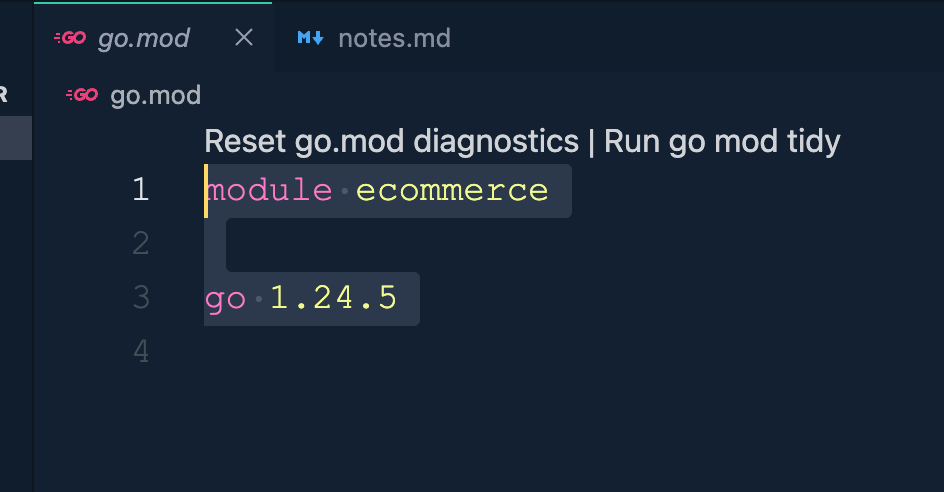 GO go.mod × M↓ notes.md
R
GO go.mod
Reset go.mod diagnostics | Run go mod tidy
1 module·ecommerce
2
3 go·1.24.5
4